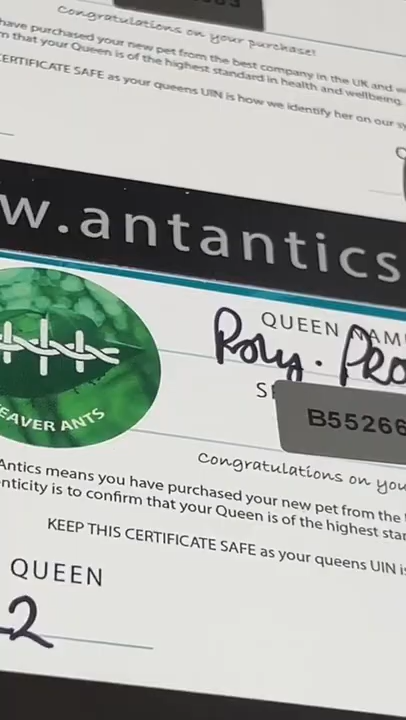 Congratulations on your purchase!
have purchased your new pet from the best company in the UK and w
m that your Queen is of the highest standard in health and wellbeing.
CERTIFICATE SAFE as your queens UIN is how we identify her on our sy
w.antantics
QUEEN NAM
Roly. Pro
EAVER ANTS
B55266
Congratulations on you
Antics means you have purchased your new pet from the
nticity is to confirm that your Queen is of the highest star
KEEP THIS CERTIFICATE SAFE as your queens UIN is
QUEEN
2